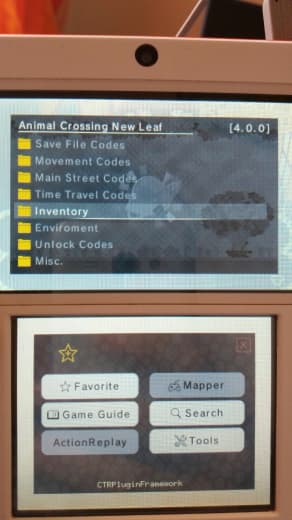 Animal Crossing New Leaf [4.0.0]
Save File Codes
Movement Codes
Main Street Codes
Time Travel Codes
Inventory
Enviroment
Unlock Codes
Misc.
Favorite Mapper
Game Guide Search
ActionReplay Tools
CTRPluginFramework